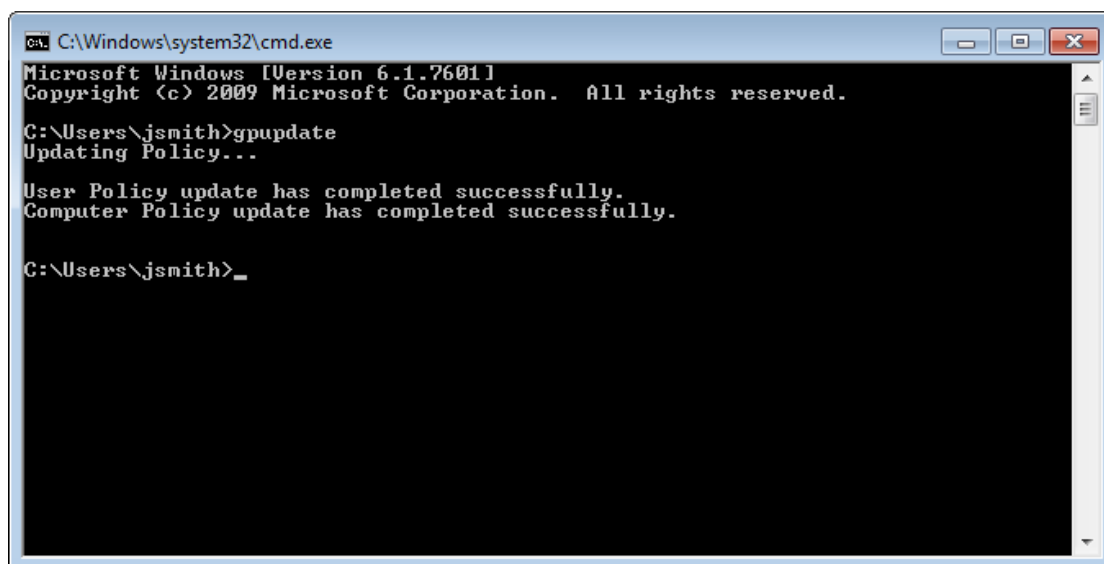 C:\Windows\system32\cmd.exe
Microsoft Windows [Version 6.1.7601]
Copyright (c) 2009 Microsoft Corporation.  All rights reserved.
C:\Users\jsmith>gpupdate
Updating Policy...
User Policy update has completed successfully.
Computer Policy update has completed successfully.
C:\Users\jsmith>_